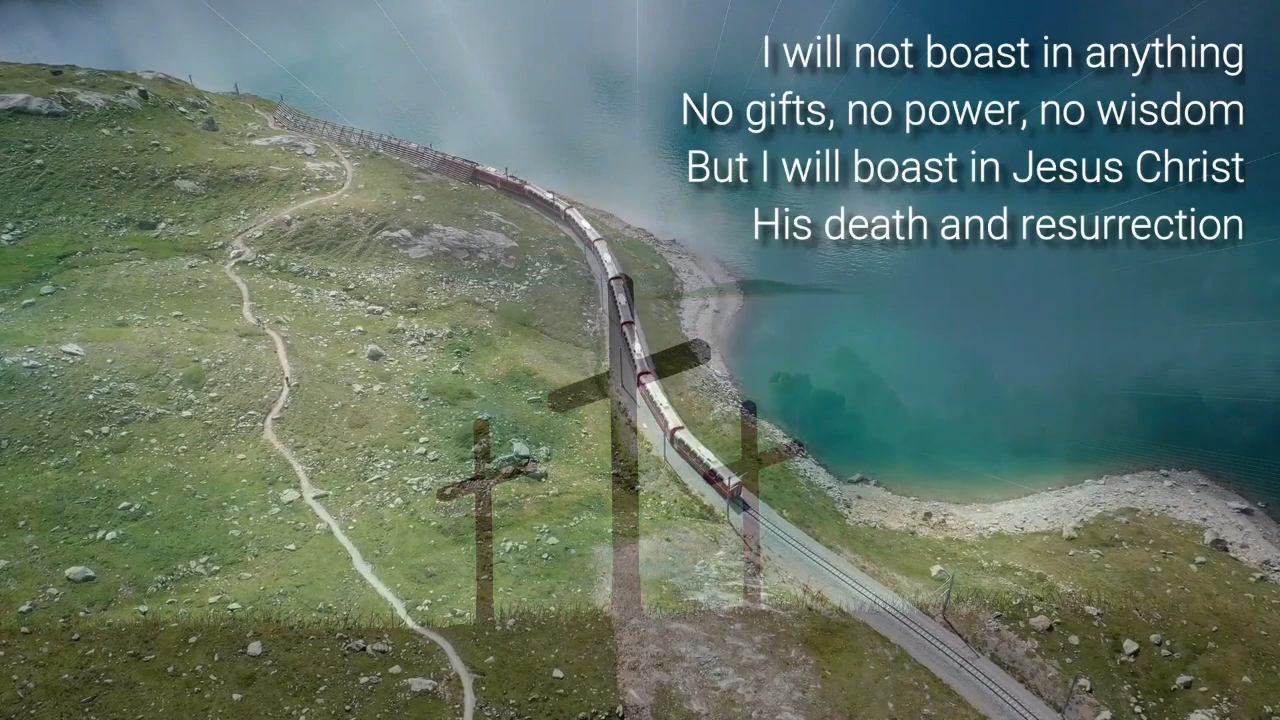 I will not boast in anything
No gifts, no power, no wisdom
But I will boast in Jesus Christ
His death and resurrection